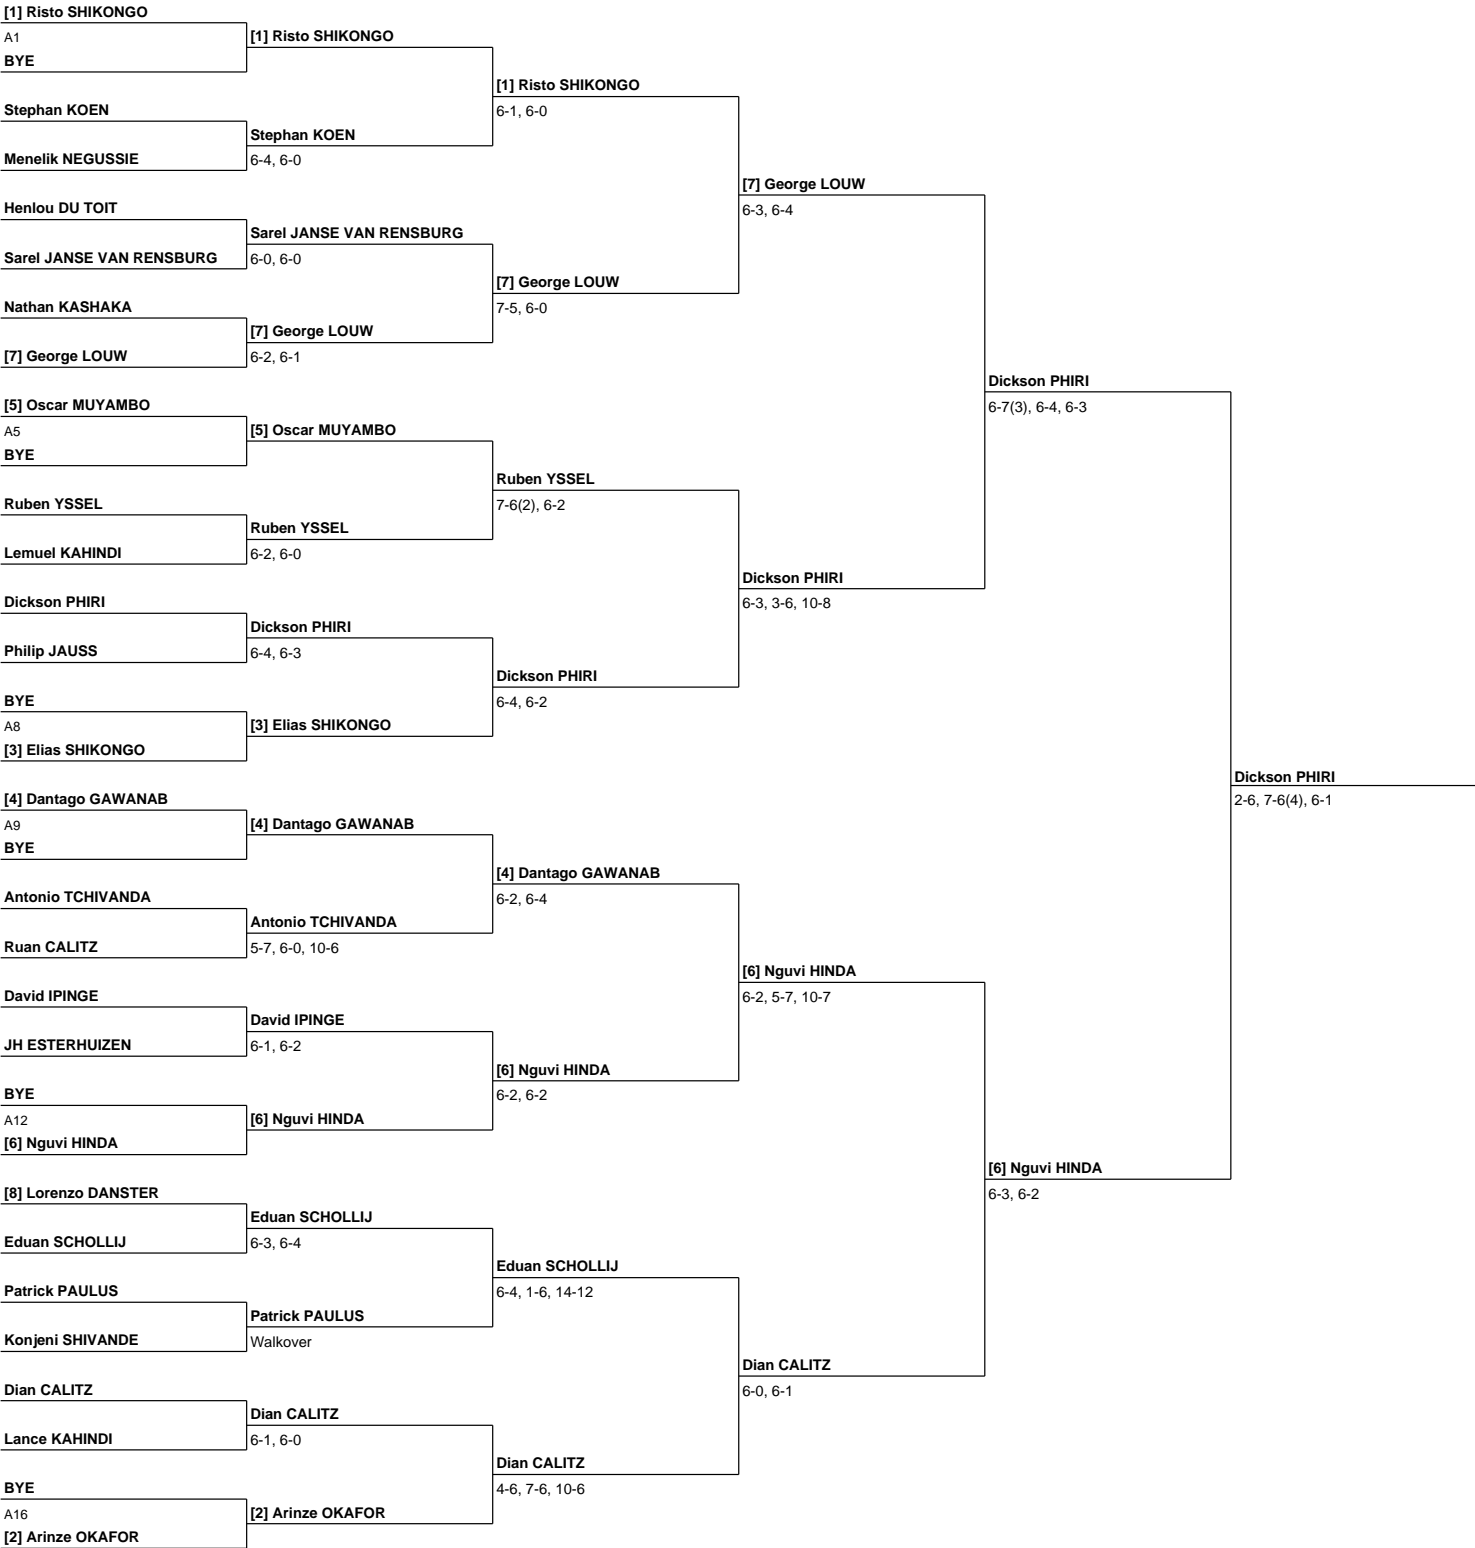 [1] Risto SHIKONGO
A1
BYE
Stephan KOEN
Menelik NEGUSSIE
Henlou DU TOIT
Sarel JANSE VAN RENSBURG
Nathan KASHAKA
[7] George LOUW
[5] Oscar MUYAMBO
A5
BYE
Ruben YSSEL
Lemuel KAHINDI
Dickson PHIRI
Philip JAUSS
BYE
A8
[3] Elias SHIKONGO
[4] Dantago GAWANAB
A9
BYE
Antonio TCHIVANDA
Ruan CALITZ
David IPINGE
JH ESTERHUIZEN
BYE
A12
[6] Nguvi HINDA
[8] Lorenzo DANSTER
Eduan SCHOLLIJ
Patrick PAULUS
Konjeni SHIVANDE
Dian CALITZ
Lance KAHINDI
BYE
A16
[2] Arinze OKAFOR
[1] Risto SHIKONGO
Stephan KOEN
6-4, 6-0
Sarel JANSE VAN RENSBURG
6-0, 6-0
[7] George LOUW
6-2, 6-1
[5] Oscar MUYAMBO
Ruben YSSEL
6-2, 6-0
Dickson PHIRI
6-4, 6-3
[3] Elias SHIKONGO
[4] Dantago GAWANAB
Antonio TCHIVANDA
5-7, 6-0, 10-6
David IPINGE
6-1, 6-2
[6] Nguvi HINDA
Eduan SCHOLLIJ
6-3, 6-4
Patrick PAULUS
Walkover
Dian CALITZ
6-1, 6-0
[2] Arinze OKAFOR
[1] Risto SHIKONGO
6-1, 6-0
[7] George LOUW
7-5, 6-0
Ruben YSSEL
7-6(2), 6-2
Dickson PHIRI
6-4, 6-2
[4] Dantago GAWANAB
6-2, 6-4
[6] Nguvi HINDA
6-2, 6-2
Eduan SCHOLLIJ
6-4, 1-6, 14-12
Dian CALITZ
4-6, 7-6, 10-6
[7] George LOUW
6-3, 6-4
Dickson PHIRI
6-3, 3-6, 10-8
[6] Nguvi HINDA
6-2, 5-7, 10-7
Dian CALITZ
6-0, 6-1
Dickson PHIRI
6-7(3), 6-4, 6-3
[6] Nguvi HINDA
6-3, 6-2
Dickson PHIRI
2-6, 7-6(4), 6-1